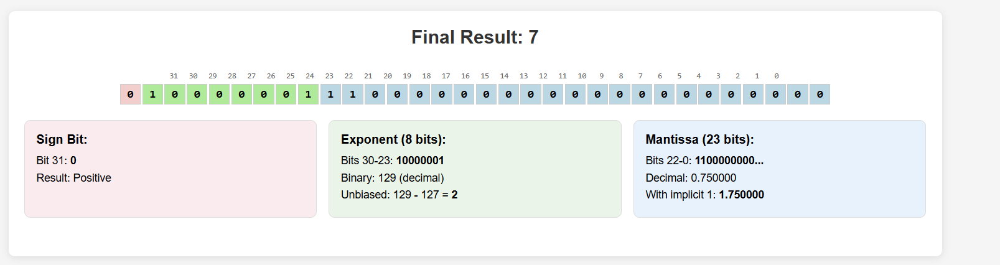 Final Result: 7
31 30 29 28 27 26 25 24 23 22 21 20 19 18 17 16 15 14 13 12 11 10 9 8 7 6 5 4 3 2 1 0
0 1 0 0 0 0 0 0 1 1 1 0 0 0 0 0 0 0 0 0 0 0 0 0 0 0 0 0 0 0 0 0
Sign Bit:
Bit 31: 0
Result: Positive
Exponent (8 bits):
Bits 30-23: 10000001
Binary: 129 (decimal)
Unbiased: 129 - 127 = 2
Mantissa (23 bits):
Bits 22-0: 1100000000...
Decimal: 0.750000
With implicit 1: 1.750000